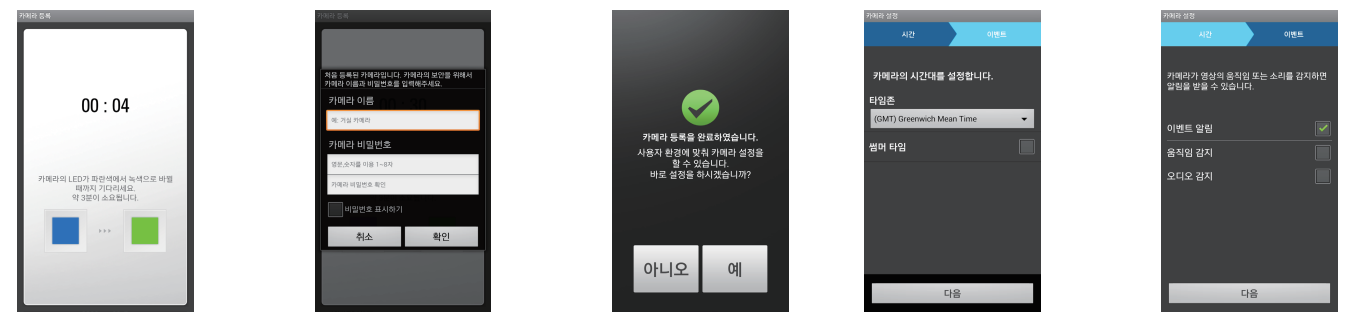 카메라 등록
00 : 04
카메라의 LED가 파란색에서 녹색으로 바뀔
때까지 기다리세요.
약 3분이 소요됩니다.
카메라 등록
처음 등록된 카메라입니다. 카메라의 보안을 위해서
카메라 이름과 비밀번호를 입력해주세요.
카메라 이름
예: 거실 카메라
카메라 비밀번호
영문,숫자를 이용 1~8자
카메라 비밀번호 확인
비밀번호 표시하기
취소
확인
카메라 등록을 완료하였습니다.
사용자 환경에 맞춰 카메라 설정을
할 수 있습니다.
바로 설정을 하시겠습니까?
아니오
예
카메라 설정
시간
이벤트
카메라의 시간대를 설정합니다.
타임존
(GMT) Greenwich Mean Time
썸머 타임
다음
카메라 설정
시간
이벤트
카메라가 영상의 움직임 또는 소리를 감지하면
알림을 받을 수 있습니다.
이벤트 알림
움직임 감지
오디오 감지
다음